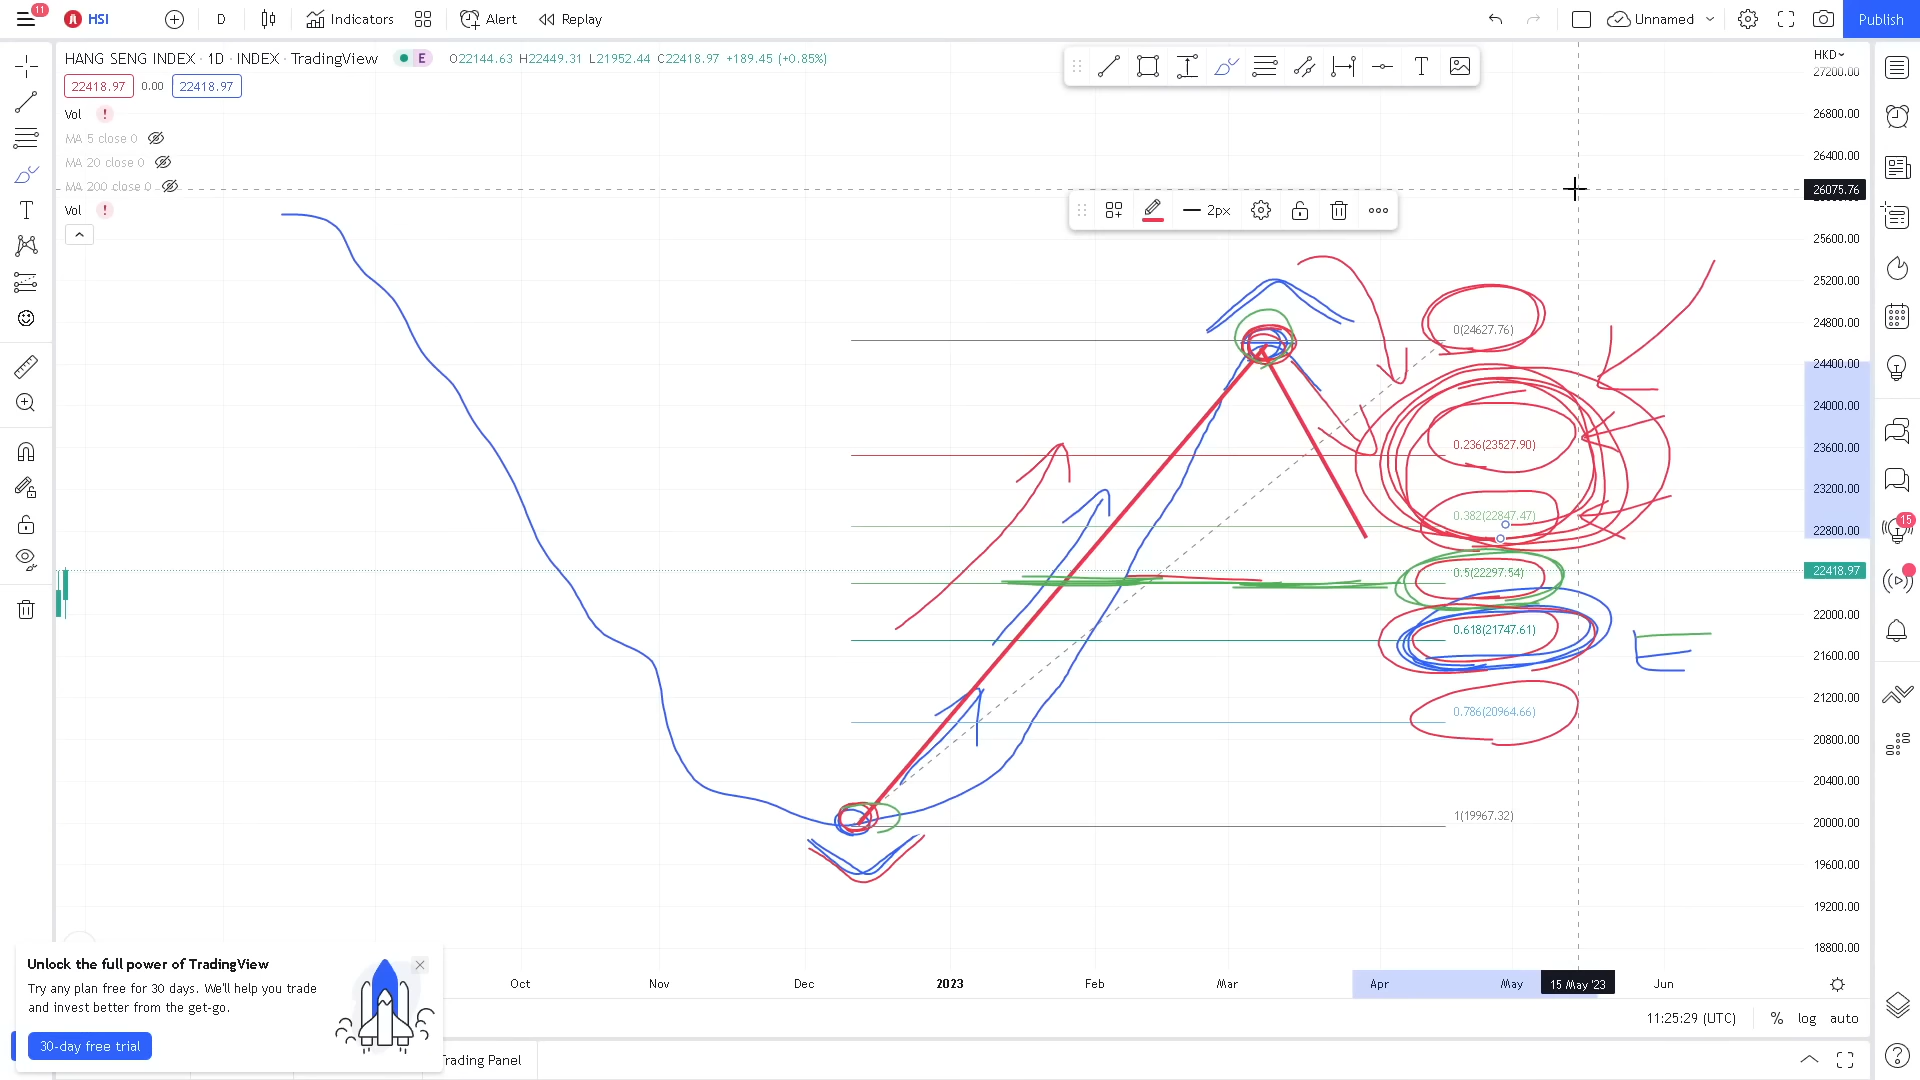 11
HSI
D
Indicators
Alert
Replay
Unnamed
Publish
HANG SENG INDEX · 1D · INDEX · TradingView
E
O22144.63 H22449.31 L21952.44 C22418.97 +189.45 (+0.85%)
HKD
22418.97 0.00 22418.97
Vol
MA 5 close 0
MA 20 close 0
MA 200 close 0
Vol
2px
T
T
27200.00
26800.00
26400.00
26075.76
25600.00
25200.00
24800.00
24400.00
24000.00
23600.00
23200.00
22800.00
22418.97
22000.00
21600.00
21200.00
20800.00
20400.00
20000.00
19600.00
19200.00
18800.00
0(24627.76)
0.236(23527.90)
0.382(22847.47)
0.5(22297.54)
0.618(21747.61)
0.786(20964.66)
1(19967.32)
15
Oct
Nov
Dec
2023
Feb
Mar
Apr
May
15 May '23
Jun
Unlock the full power of TradingView
Try any plan free for 30 days. We'll help you trade
and invest better from the get-go.
30-day free trial
11:25:29 (UTC)
%
log
auto
Trading Panel